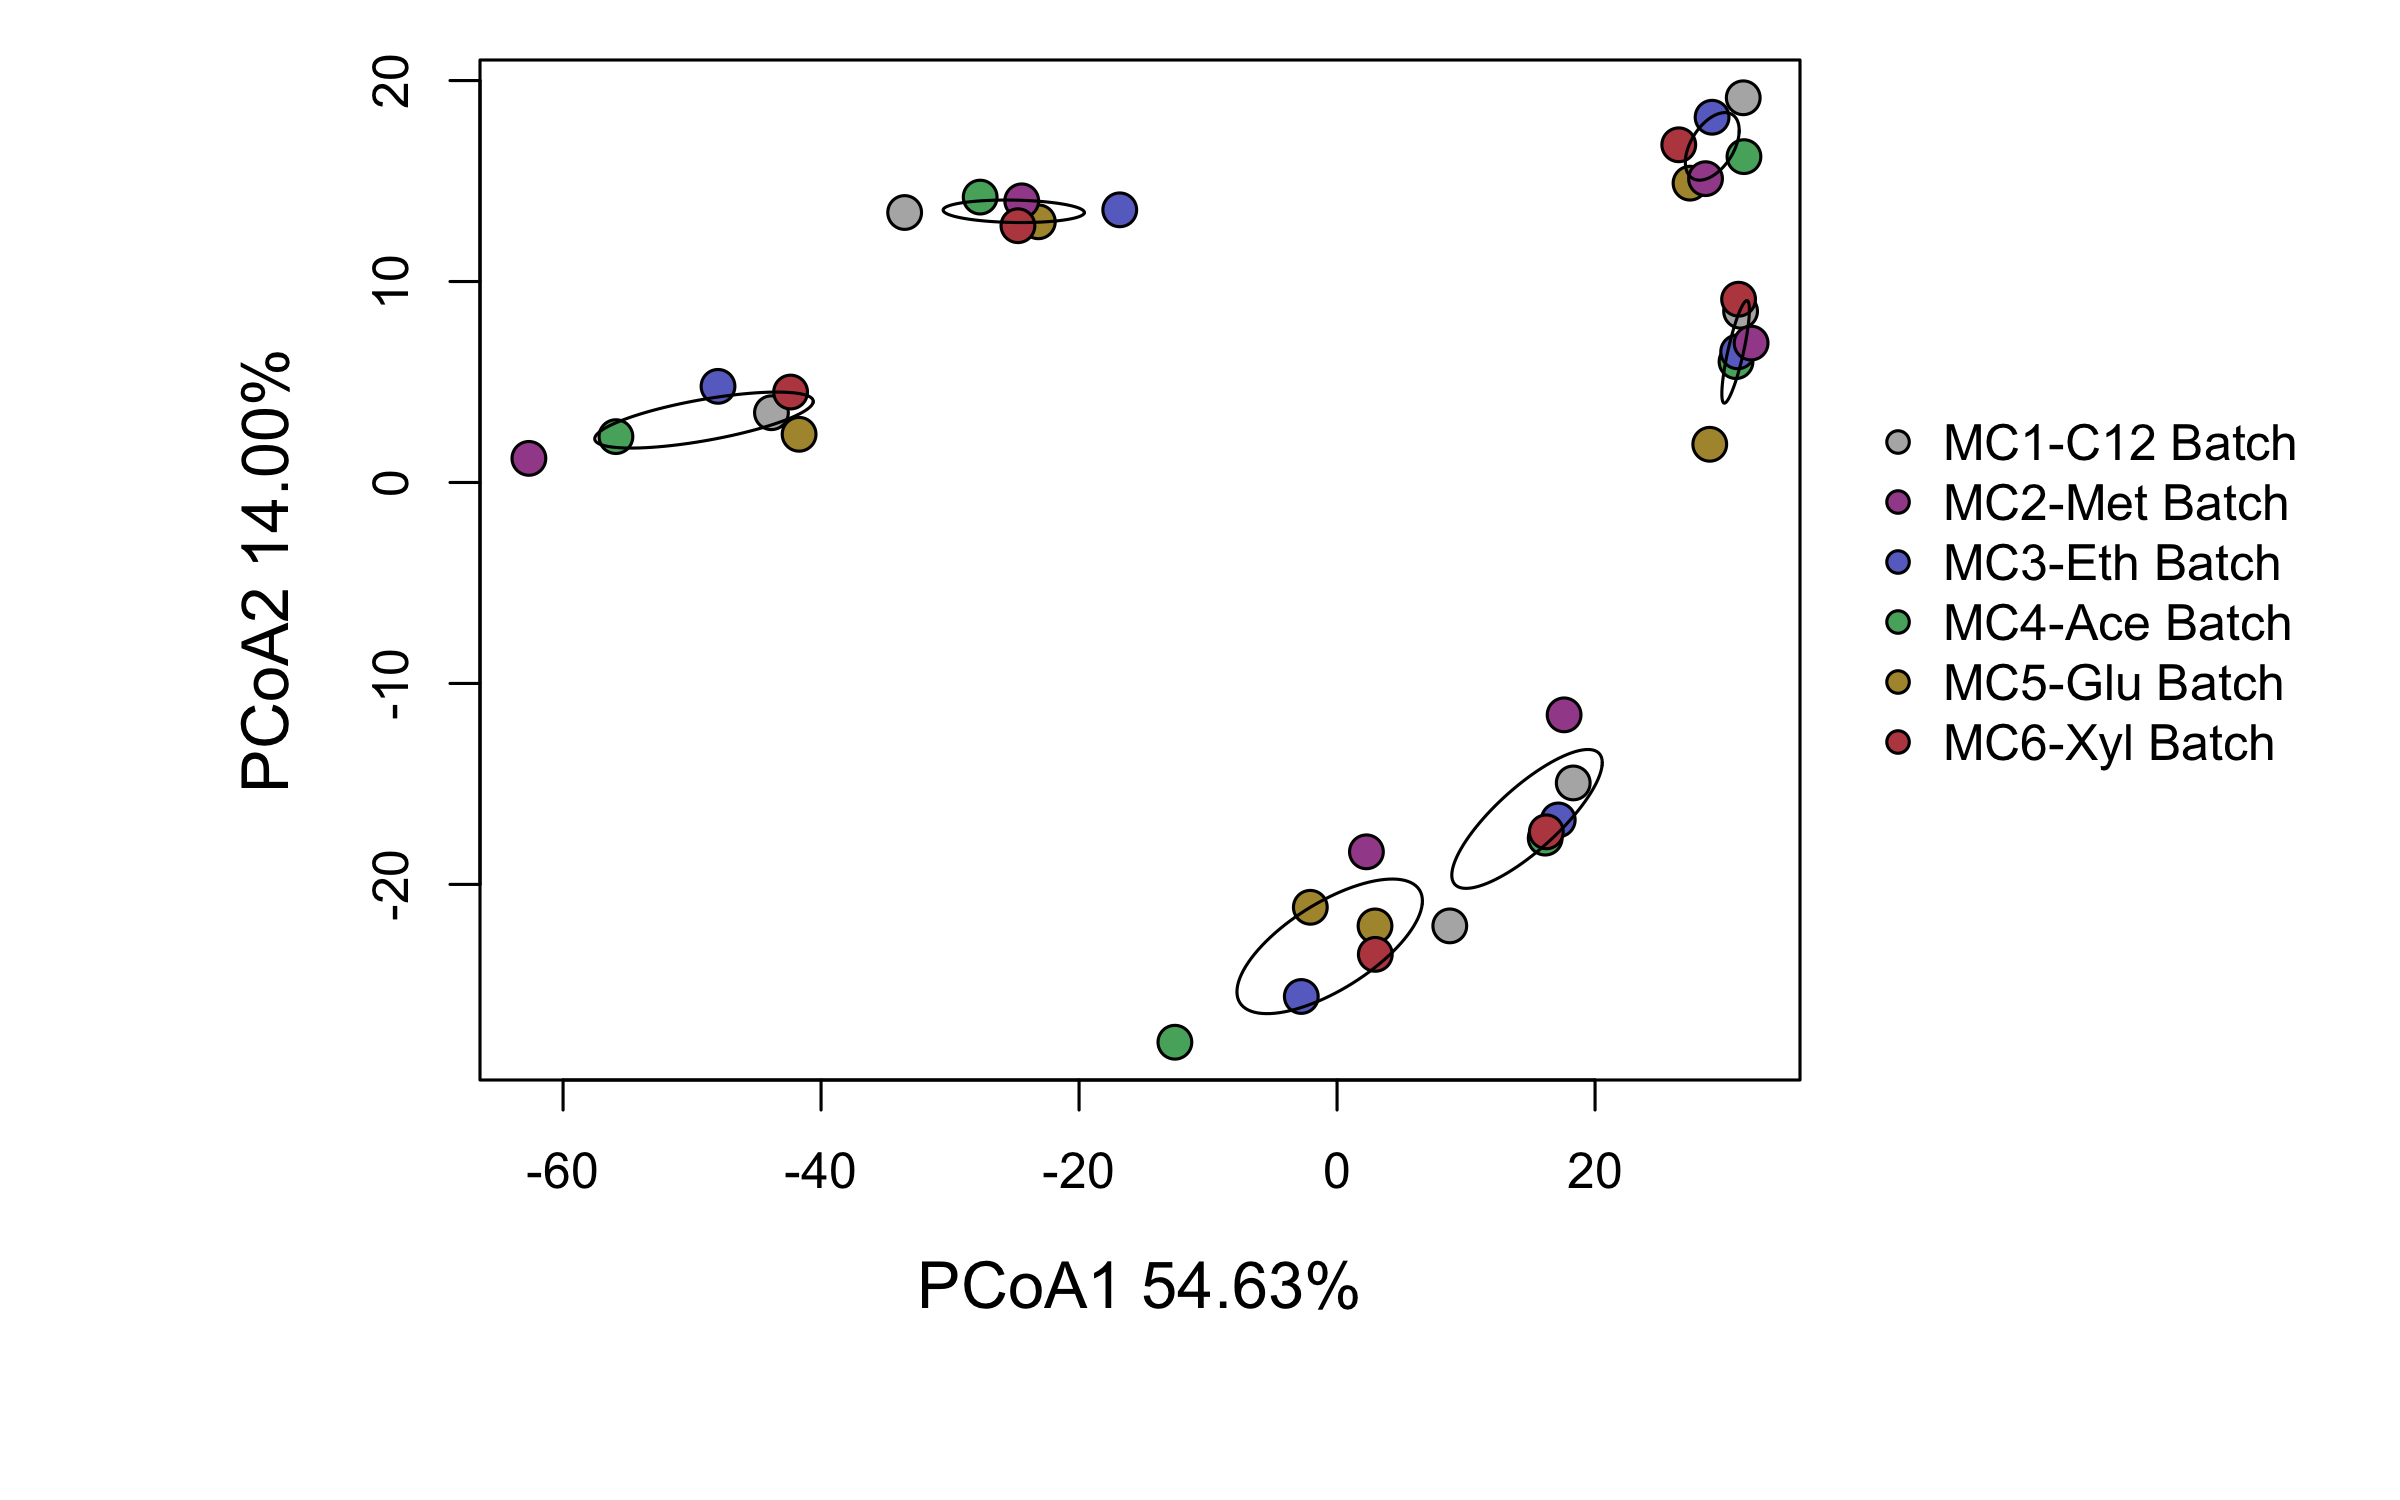 20
10
0
-10
-20
PCoA2 14.00%
-60 -40 -20 0 20
PCoA1 54.63%
MC1-C12 Batch
MC2-Met Batch
MC3-Eth Batch
MC4-Ace Batch
MC5-Glu Batch
MC6-Xyl Batch